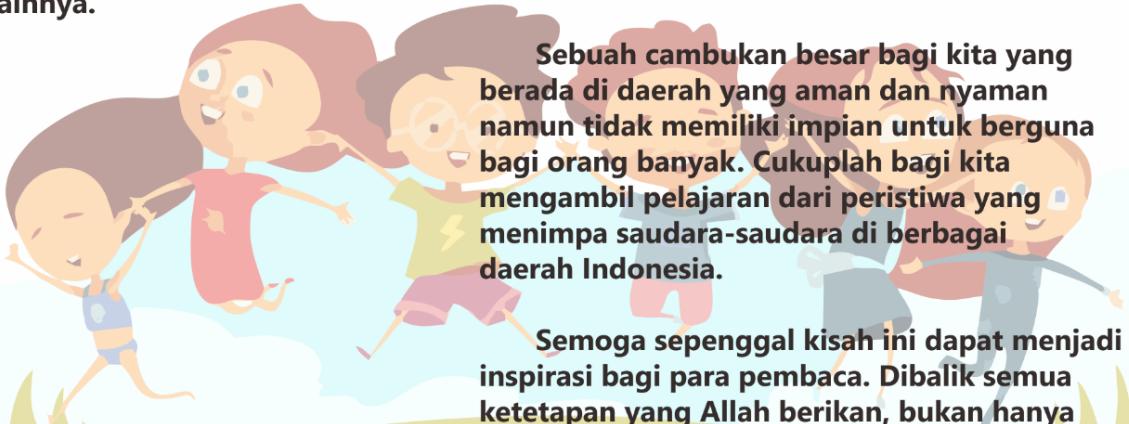 ainnya.
Sebuah cambukan besar bagi kita yang
berada di daerah yang aman dan nyaman
namun tidak memiliki impian untuk berguna
bagi orang banyak. Cukuplah bagi kita
mengambil pelajaran dari peristiwa yang
menimpa saudara-saudara di berbagai
daerah Indonesia.
Semoga sepenggal kisah ini dapat menjadi
inspirasi bagi para pembaca. Dibalik semua
ketetapan yang Allah berikan, bukan hanya